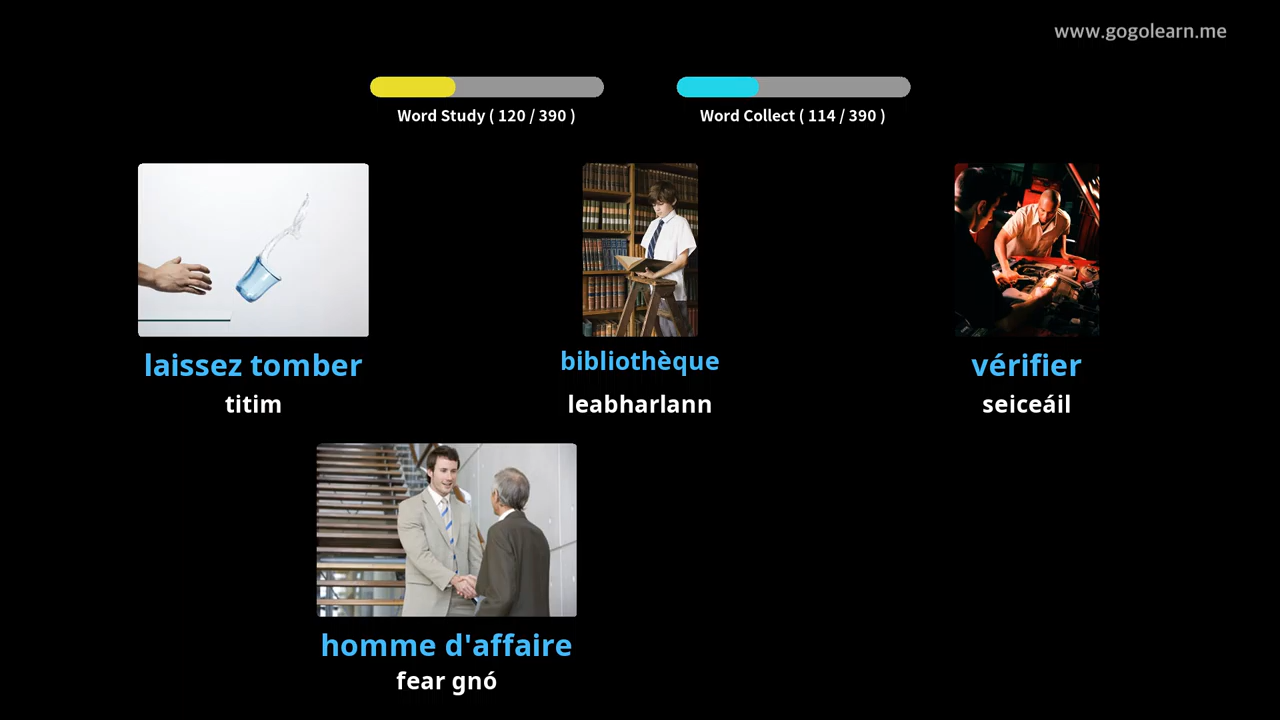 www.gogolearn.me
Word Study ( 120 / 390 )
Word Collect ( 114 / 390 )
laissez tomber
titim
bibliothèque
leabharlann
vérifier
seiceáil
homme d'affaire
fear gnó